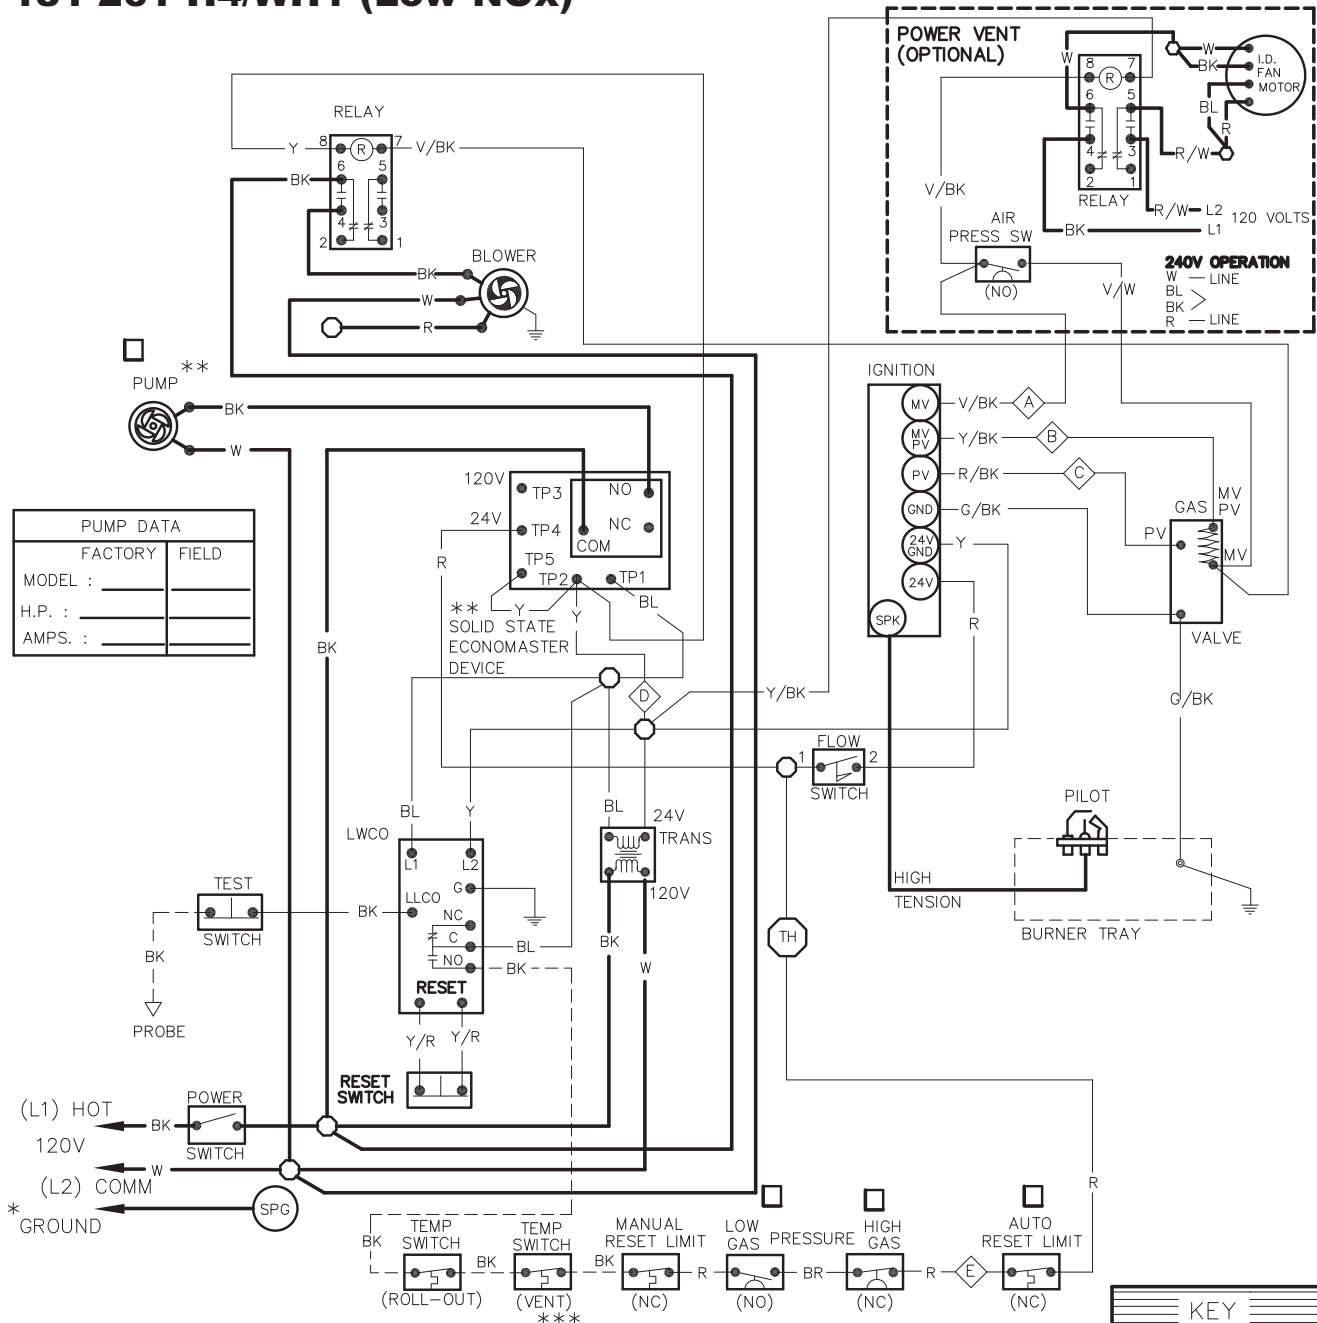 POWER VENT
(OPTIONAL)
W
W
BK
I.D.
FAN
MOTOR
BL
R
8
R
7
6
5
4
3
2
1
R/W
RELAY
R/W
L2
120 VOLTS
BK
L1
V/BK
AIR
PRESS SW
(NO)
V/W
240V OPERATION
W — LINE
BL
BK
R — LINE
RELAY
Y
8
R
7
V/BK
BK
6
5
4
3
2
1
BLOWER
BK
W
R
PUMP **
BK
W
PUMP DATA
FACTORY FIELD
MODEL :
H.P. :
AMPS. :
120V
TP3
NO
24V
TP4
COM
NC
R
TP5
TP2
TP1
Y
Y
BL
**
SOLID STATE
ECONOMASTER
DEVICE
BK
D
Y/BK
IGNITION
MV
V/BK
A
MV
PV
Y/BK
B
PV
R/BK
C
GND
G/BK
24V
GND
Y
24V
R
SPK
GAS
MV
PV
PV
MV
VALVE
G/BK
FLOW
1
2
SWITCH
BL
Y
LWCO
L1
L2
G
LLCO
NC
C
NO
BL
BK
RESET
Y/R
Y/R
RESET
SWITCH
BL
24V
TRANS
120V
BK
W
TEST
SWITCH
BK
BK
PROBE
TH
PILOT
HIGH
TENSION
BURNER TRAY
(L1) HOT
120V
BK
POWER
SWITCH
W
(L2) COMM
*
GROUND
SPG
R
BK
TEMP
SWITCH
(ROLL-OUT)
BK
TEMP
SWITCH
(VENT)
***
BK
MANUAL
RESET LIMIT
(NC)
R
LOW
GAS
PRESSURE
(NO)
BR
HIGH
GAS
(NC)
R
E
AUTO
RESET LIMIT
(NC)
KEY